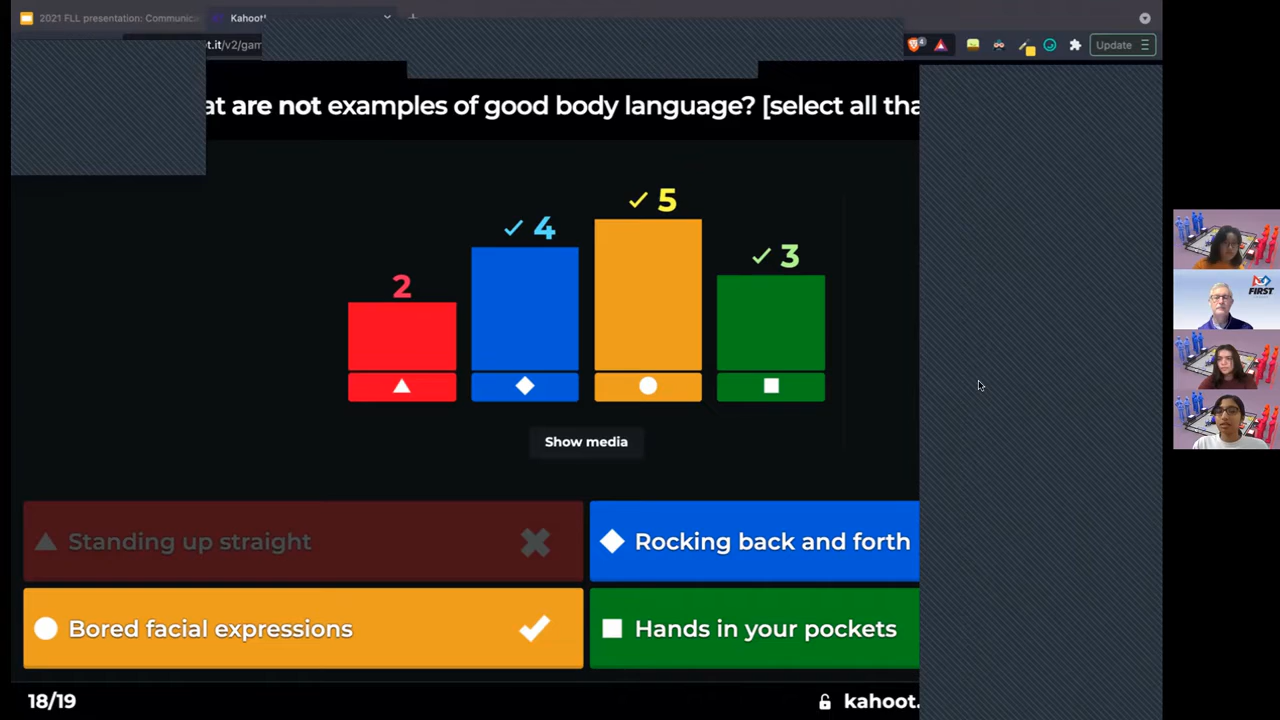 2021 FLL presentation: Communica
Kahoot!
ot.it/v2/gam
4
Update
at are not examples of good body language? [select all tha
2
4
5
3
Show media
Standing up straight
Rocking back and forth
Bored facial expressions
Hands in your pockets
18/19
kahoot.
FIRST